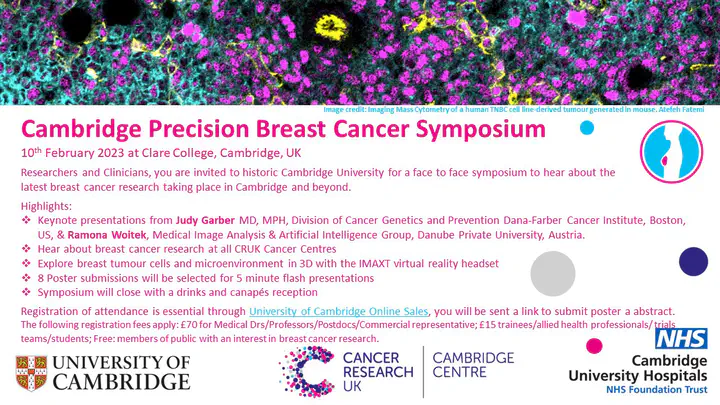 Image credit: Imaging Mass Cytometry of a human TNBC cell line-derived tumour generated in mouse. Atefeh Fatemi
Cambridge Precision Breast Cancer Symposium
10th February 2023 at Clare College, Cambridge, UK
Researchers and Clinicians, you are invited to historic Cambridge University for a face to face symposium to hear about the
latest breast cancer research taking place in Cambridge and beyond.
Highlights:
❖ Keynote presentations from Judy Garber MD, MPH, Division of Cancer Genetics and Prevention Dana-Farber Cancer Institute, Boston,
US, & Ramona Woitek, Medical Image Analysis & Artificial Intelligence Group, Danube Private University, Austria.
❖ Hear about breast cancer research at all CRUK Cancer Centres
❖ Explore breast tumour cells and microenvironment in 3D with the IMAXT virtual reality headset
❖ 8 Poster submissions will be selected for 5 minute flash presentations
❖ Symposium will close with a drinks and canapés reception
Registration of attendance is essential through University of Cambridge Online Sales, you will be sent a link to submit poster a abstract.
The following registration fees apply: £70 for Medical Drs/Professors/Postdocs/Commercial representative; £15 trainees/allied health professionals/ trials
teams/students; Free: members of public with an interest in breast cancer research.
UNIVERSITY OF
CAMBRIDGE
CANCER
RESEARCH
UK
CAMBRIDGE
CENTRE
NHS
Cambridge
University Hospitals
NHS Foundation Trust